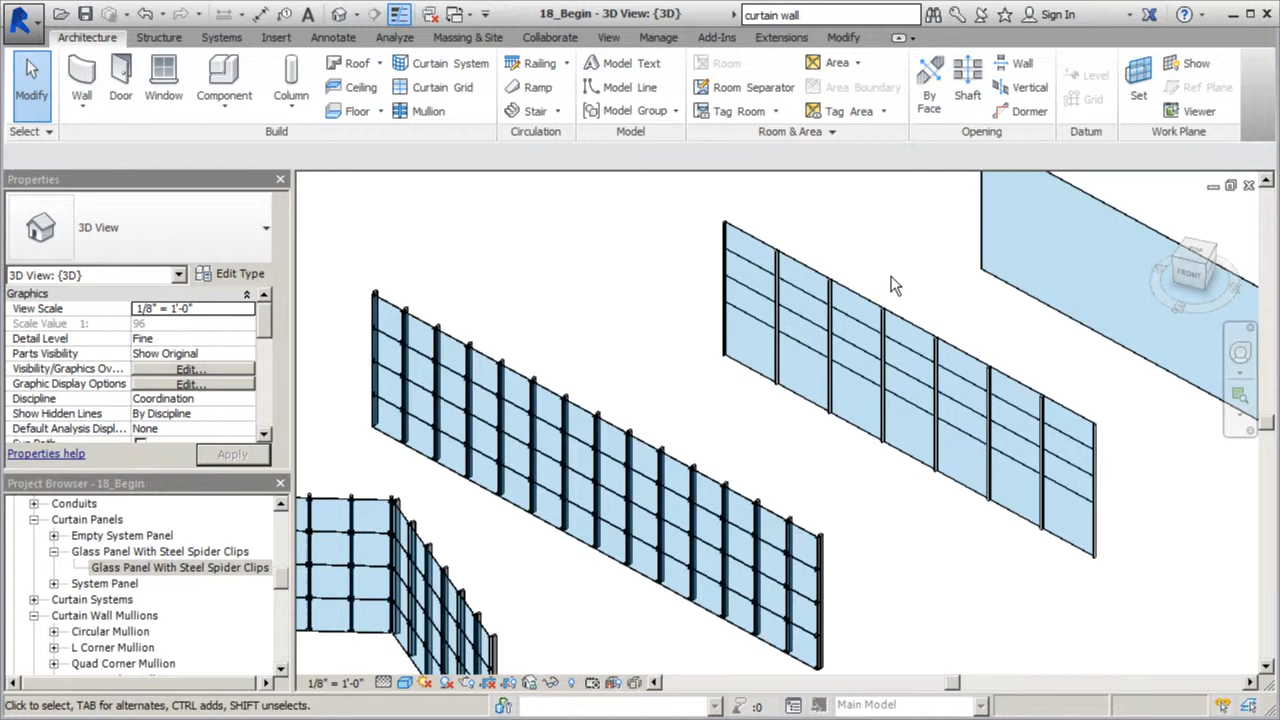 18_Begin - 3D View: {3D}
curtain wall
Sign In
Architecture Structure Systems Insert Annotate Analyze Massing & Site Collaborate View Manage Add-Ins Extensions Modify
Modify
Wall
Door
Window
Component
Column
Roof
Ceiling
Floor
Curtain System
Curtain Grid
Mullion
Railing
Ramp
Stair
Model Text
Model Line
Model Group
Room
Room Separator
Tag Room
Area
Area Boundary
Tag Area
By Face
Shaft
Wall
Vertical
Dormer
Level
Grid
Set
Show
Ref Plane
Viewer
Select Build Circulation Model Room & Area Opening Datum Work Plane
Properties
3D View
3D View: {3D} Edit Type
Graphics
View Scale 1/8" = 1'-0"
Scale Value 1: 96
Detail Level Fine
Parts Visibility Show Original
Visibility/Graphics Ov... Edit...
Graphic Display Options Edit...
Discipline Coordination
Show Hidden Lines By Discipline
Default Analysis Displ... None
Properties help Apply
Project Browser - 18_Begin
Conduits
Curtain Panels
Empty System Panel
Glass Panel With Steel Spider Clips
Glass Panel With Steel Spider Clips
System Panel
Curtain Systems
Curtain Wall Mullions
Circular Mullion
L Corner Mullion
Quad Corner Mullion
FRONT
1/8" = 1'-0"
Click to select, TAB for alternates, CTRL adds, SHIFT unselects.
:0
Main Model